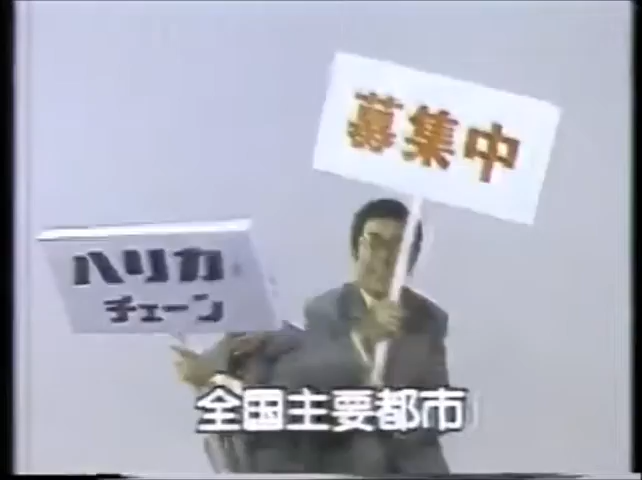 募集中
ハリカ
チェーン
全国主要都市